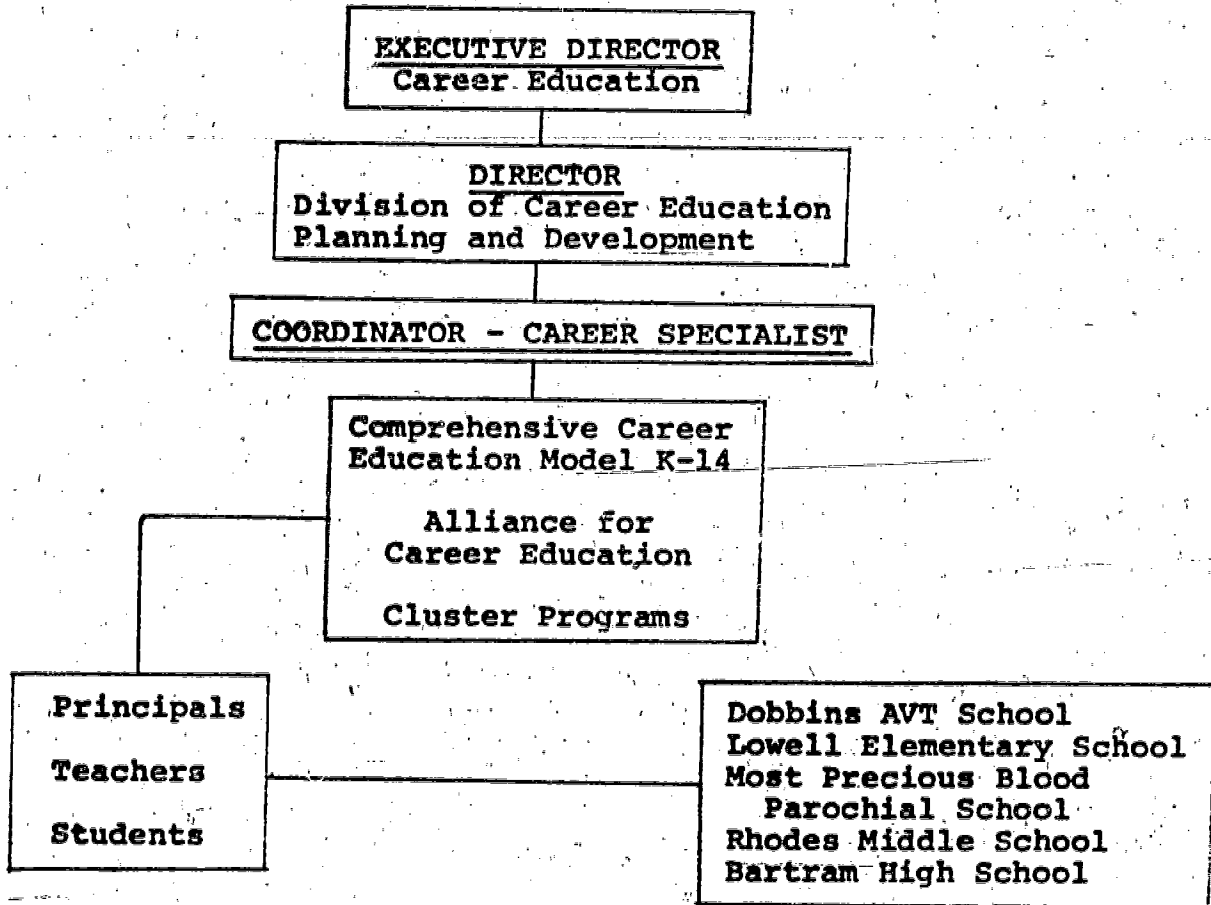 EXECUTIVE DIRECTOR
Career Education
DIRECTOR
Division of Career Education
Planning and Development
COORDINATOR - CAREER SPECIALIST
Comprehensive Career
Education Model K-14
Alliance for
Career Education
Cluster Programs
Principals
Teachers
Students
Dobbins AVT School
Lowell Elementary School
Most Precious Blood
Parochial School
Rhodes Middle School
Bartram High School